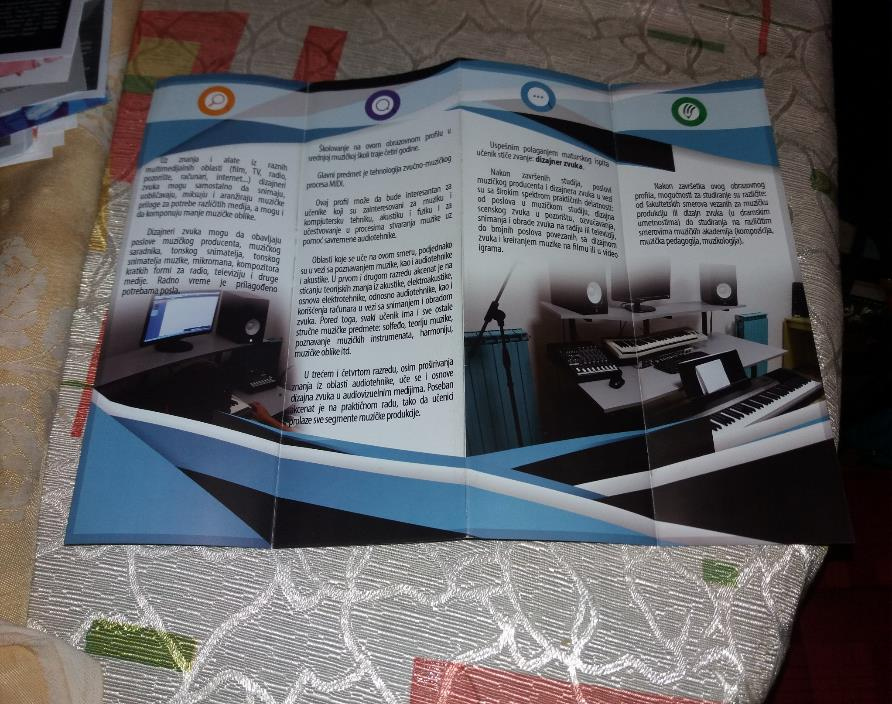 Uz znanja i alate iz raznih
multimedijalnih oblasti (film, TV, radio,
pozorište, računari, internet...) dizajneri
zvuka mogu samostalno da snimaju,
uobličavaju, miksuju i aranžiraju muzičke
priloge za potrebe različitih medija, a mogu i
da komponuju manje muzičke oblike.
Dizajneri zvuka mogu da obavljaju
poslove muzičkog producenta, muzičkog
saradnika, tonskog snimatelja, tonskog
snimatelja muzike, mikromana, kompozitora
kratkih formi za radio, televiziju i druge
medije. Radno vreme je prilagođeno
potrebama posla.
Školovanje na ovom obrazovnom profilu u
srednjoj muzičkoj školi traje četiri godine.
Glavni predmet je tehnologija zvučno-muzičkog
procesa MIDI.
Ovaj profil može da bude interesantan za
učenike koji su zainteresovani za muziku i
kompjutersku tehniku, akustiku i fiziku i za
učestvovanje u procesima stvaranja muzike uz
pomoć savremene audiotehnike.
Oblasti koje se uče na ovom smeru, podjednako
su u vezi sa poznavanjem muzike, kao i audiotehnike
i akustike. U prvom i drugom razredu akcenat je na
sticanju teorijskih znanja iz akustike, elektroakustike,
osnova elektrotehnike, odnosno audiotehnike, kao i
korišćenja računara u vezi sa snimanjem i obradom
zvuka. Pored toga, svaki učenik ima i sve ostale
stručne muzičke predmete: solfeđo, teoriju muzike,
poznavanje muzičkih instrumenata, harmoniju,
muzičke oblike itd.
U trećem i četvrtom razredu, osim proširivanja
znanja iz oblasti audiotehnike, uče se i osnove
dizajna zvuka u audiovizuelnim medijima. Poseban
akcenat je na praktičnom radu, tako da učenici
prolaze sve segmente muzičke produkcije.
Uspešnim polaganjem maturskog ispita
učenik stiče zvanje: dizajner zvuka.
Nakon završenih studija, poslovi
muzičkog producenta i dizajnera zvuka u vezi
su sa širokim spektrom praktičnih delatnosti:
od poslova u muzičkom studiju, dizajna
scenskog zvuka u pozorištu, ozvučavanja,
snimanja i obrade zvuka na radiju ili televiziji,
do brojnih poslova povezanih sa dizajnom
zvuka i kreiranjem muzike na filmu ili u video
igrama.
Nakon završetka ovog obrazovnog
profila, mogućnosti za studiranje su različite:
od fakultetskih smerova vezanih za muzičku
produkciju ili dizajn zvuka (u dramskim
umetnostima) do studiranja na različitim
smerovima muzičkih akademija (kompozicija,
muzička pedagogija, muzikologija).